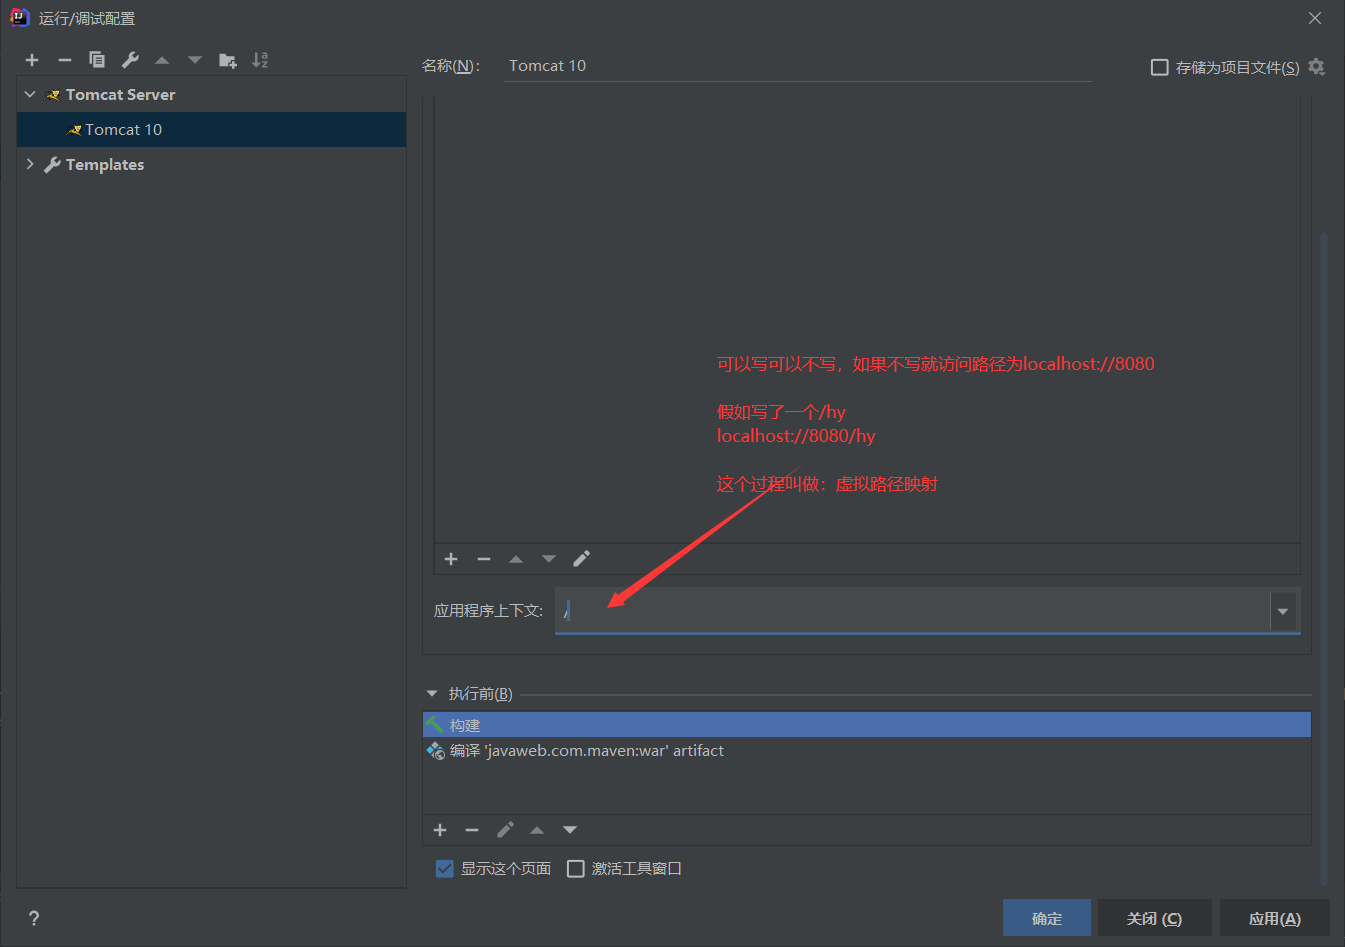 运行/调试配置
名称(N):
Tomcat 10
存储为项目文件(S)
Tomcat Server
Tomcat 10
Templates
可以写可以不写，如果不写就访问路径为localhost://8080
假如写了一个/hy
localhost://8080/hy
这个过程叫做：虚拟路径映射
应用程序上下文:
/
执行前(B)
构建
编译 'javaweb.com.maven:war' artifact
显示这个页面
激活工具窗口
?
确定
关闭 (C)
应用(A)